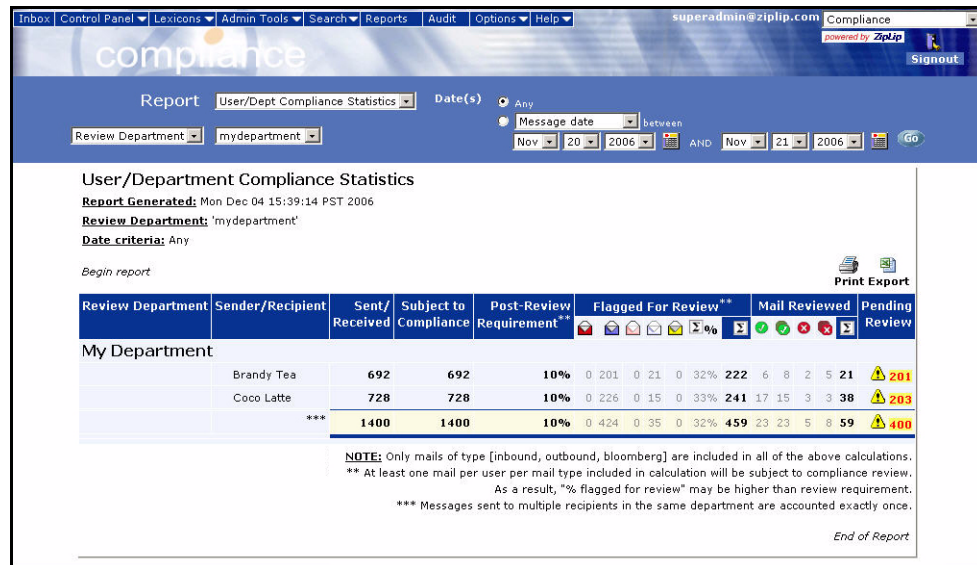 Inbox Control Panel Lexicons Admin Tools Search Reports Audit Options Help superadmin@ziplip.com Compliance
powered by ZipLip
compliance
Signout
Report User/Dept Compliance Statistics Date(s) Any
Message date between
Review Department mydepartment Nov 20 2006 AND Nov 21 2006 Go
User/Department Compliance Statistics
Report Generated: Mon Dec 04 15:39:14 PST 2006
Review Department: 'mydepartment'
Date criteria: Any
Begin report
Print Export
Review Department Sender/Recipient Sent/ Received Subject to Compliance Post-Review Requirement** Flagged For Review** Σ% Σ Mail Reviewed Σ Pending Review
My Department
Brandy Tea 692 692 10% 0 201 0 21 0 32% 222 6 8 2 5 21 201
Coco Latte 728 728 10% 0 226 0 15 0 33% 241 17 15 3 3 38 203
*** 1400 1400 10% 0 424 0 35 0 32% 459 23 23 5 8 59 400
NOTE: Only mails of type [inbound, outbound, bloomberg] are included in all of the above calculations.
** At least one mail per user per mail type included in calculation will be subject to compliance review.
As a result, "% flagged for review" may be higher than review requirement.
*** Messages sent to multiple recipients in the same department are accounted exactly once.
End of Report